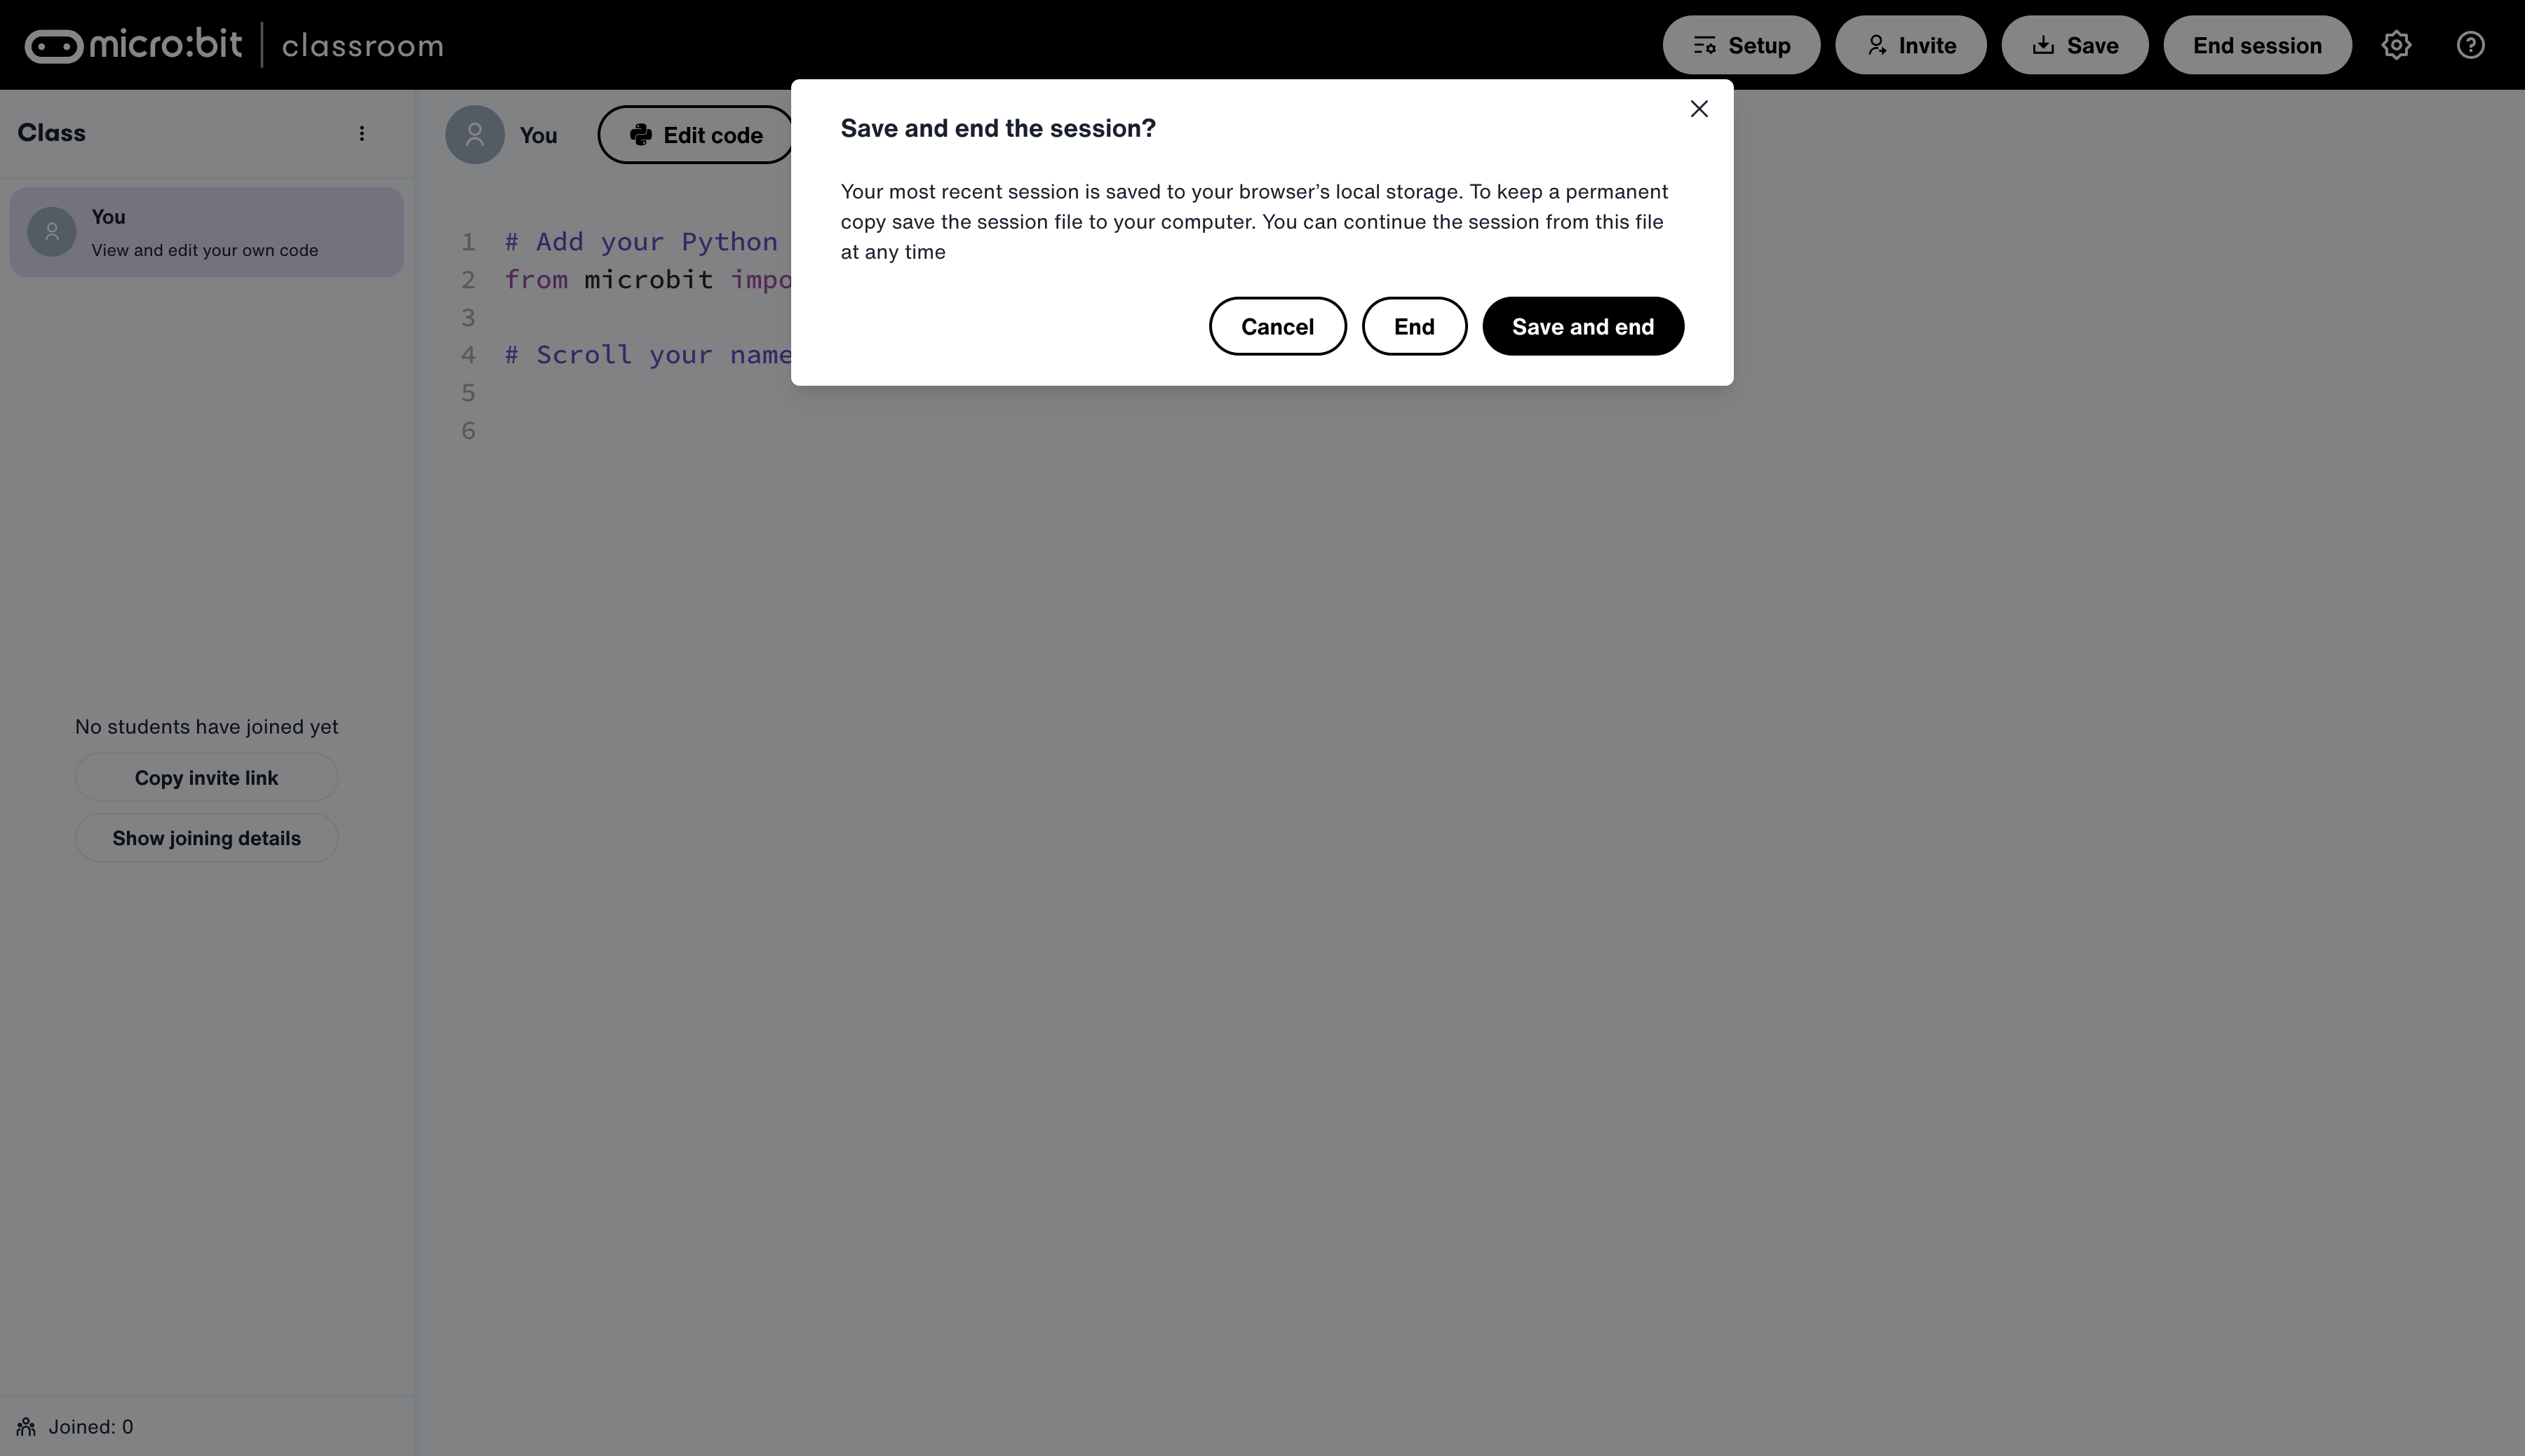 micro:bit | classroom
Setup
Invite
Save
End session
Class
You
View and edit your own code
No students have joined yet
Copy invite link
Show joining details
Joined: 0
You
Edit code
1 # Add your Python
2 from microbit impo
3
4 # Scroll your name
5
6
Save and end the session?
Your most recent session is saved to your browser’s local storage. To keep a permanent
copy save the session file to your computer. You can continue the session from this file
at any time
Cancel
End
Save and end